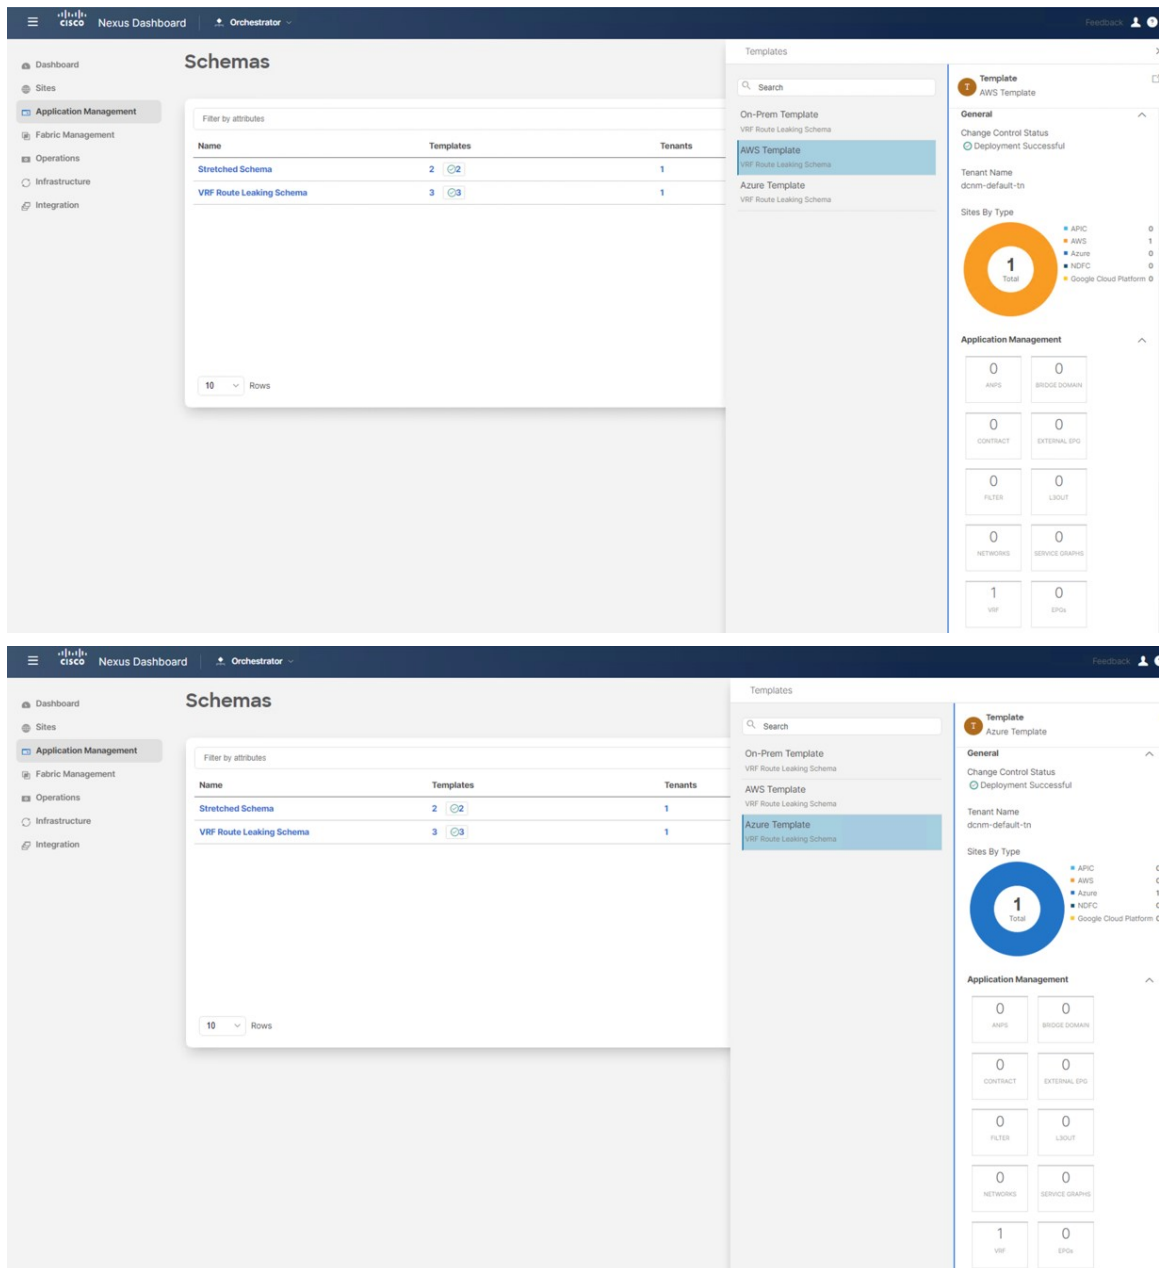 cisco Nexus Dashboard Orchestrator Feedback
Dashboard
Sites
Application Management
Fabric Management
Operations
Infrastructure
Integration
Schemas
Filter by attributes
Name Templates Tenants
Stretched Schema 2 2 1
VRF Route Leaking Schema 3 3 1
10 Rows
Templates
Search
On-Prem Template
VRF Route Leaking Schema
AWS Template
VRF Route Leaking Schema
Azure Template
VRF Route Leaking Schema
T Template
AWS Template
General
Change Control Status
Deployment Successful
Tenant Name
dcnm-default-tn
Sites By Type
1
Total
APIC 0
AWS 1
Azure 0
NDFC 0
Google Cloud Platform 0
Application Management
0 0
ANPS BRIDGE DOMAIN
0 0
CONTRACT EXTERNAL EPG
0 0
FILTER L3OUT
0 0
NETWORKS SERVICE GRAPHS
1 0
VRF EPGs
cisco Nexus Dashboard Orchestrator Feedback
Dashboard
Sites
Application Management
Fabric Management
Operations
Infrastructure
Integration
Schemas
Filter by attributes
Name Templates Tenants
Stretched Schema 2 2 1
VRF Route Leaking Schema 3 3 1
10 Rows
Templates
Search
On-Prem Template
VRF Route Leaking Schema
AWS Template
VRF Route Leaking Schema
Azure Template
VRF Route Leaking Schema
T Template
Azure Template
General
Change Control Status
Deployment Successful
Tenant Name
dcnm-default-tn
Sites By Type
1
Total
APIC 0
AWS 0
Azure 1
NDFC 0
Google Cloud Platform 0
Application Management
0 0
ANPS BRIDGE DOMAIN
0 0
CONTRACT EXTERNAL EPG
0 0
FILTER L3OUT
0 0
NETWORKS SERVICE GRAPHS
1 0
VRF EPGs